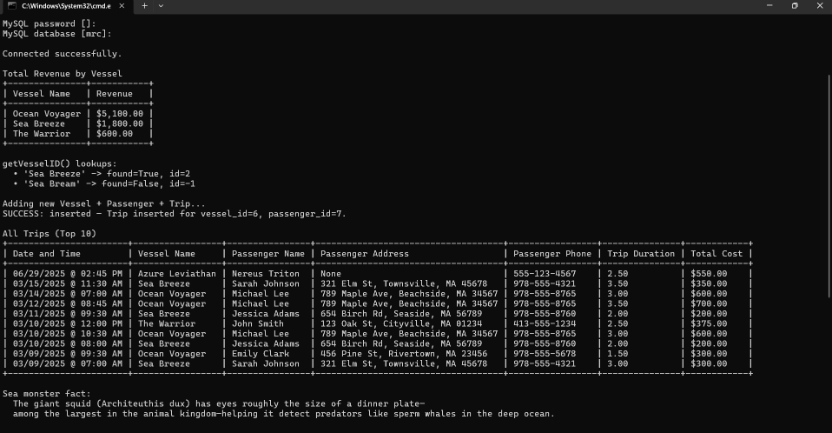 C:\Windows\System32\cmd.e
MySQL password []:
MySQL database [mrc]:
Connected successfully.
Total Revenue by Vessel
+---------------+-----------+
| Vessel Name | Revenue |
+---------------+-----------+
| Ocean Voyager | $5,100.00 |
| Sea Breeze | $1,800.00 |
| The Warrior | $600.00 |
+---------------+-----------+
getVesselID() lookups:
• 'Sea Breeze' -> found=True, id=2
• 'Sea Bream' -> found=False, id=-1
Adding new Vessel + Passenger + Trip...
SUCCESS: inserted — Trip inserted for vessel_id=6, passenger_id=7.
All Trips (Top 10)
+-----------------------+-----------------+----------------+------------------------------------+-----------------+---------------+------------+
| Date and Time | Vessel Name | Passenger Name | Passenger Address | Passenger Phone | Trip Duration | Total Cost |
+-----------------------+-----------------+----------------+------------------------------------+-----------------+---------------+------------+
| 06/29/2025 @ 02:45 PM | Azure Leviathan | Nereus Triton | None | 555-123-4567 | 2.50 | $550.00 |
| 03/15/2025 @ 11:30 AM | Sea Breeze | Sarah Johnson | 321 Elm St, Townsville, MA 45678 | 978-555-4321 | 3.50 | $350.00 |
| 03/14/2025 @ 07:00 AM | Ocean Voyager | Michael Lee | 789 Maple Ave, Beachside, MA 34567 | 978-555-8765 | 3.00 | $600.00 |
| 03/12/2025 @ 08:45 AM | Ocean Voyager | Michael Lee | 789 Maple Ave, Beachside, MA 34567 | 978-555-8765 | 3.50 | $700.00 |
| 03/11/2025 @ 09:30 AM | Sea Breeze | Jessica Adams | 654 Birch Rd, Seaside, MA 56789 | 978-555-8760 | 2.00 | $200.00 |
| 03/10/2025 @ 12:00 PM | The Warrior | John Smith | 123 Oak St, Cityville, MA 01234 | 413-555-1234 | 2.50 | $375.00 |
| 03/10/2025 @ 10:30 AM | Ocean Voyager | Michael Lee | 789 Maple Ave, Beachside, MA 34567 | 978-555-8765 | 3.00 | $600.00 |
| 03/10/2025 @ 08:00 AM | Sea Breeze | Jessica Adams | 654 Birch Rd, Seaside, MA 56789 | 978-555-8760 | 2.00 | $200.00 |
| 03/09/2025 @ 09:30 AM | Ocean Voyager | Emily Clark | 456 Pine St, Rivertown, MA 23456 | 978-555-5678 | 1.50 | $300.00 |
| 03/09/2025 @ 07:00 AM | Sea Breeze | Sarah Johnson | 321 Elm St, Townsville, MA 45678 | 978-555-4321 | 3.00 | $300.00 |
+-----------------------+-----------------+----------------+------------------------------------+-----------------+---------------+------------+
Sea monster fact:
The giant squid (Architeuthis dux) has eyes roughly the size of a dinner plate—
among the largest in the animal kingdom—helping it detect predators like sperm whales in the deep ocean.